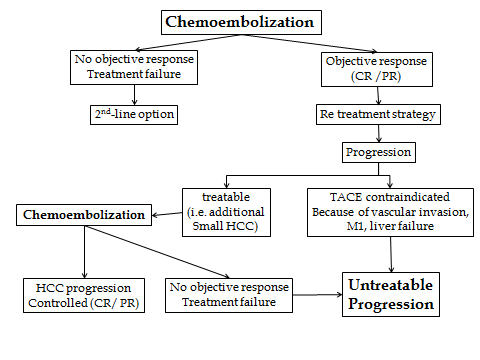 Chemoembolization
No objective response
Treatment failure
Objective response
(CR /PR)
2nd-line option
Re treatment strategy
Progression
treatable
(i.e. additional
Small HCC)
TACE contraindicated
Because of vascular invasion,
M1, liver failure
Chemoembolization
HCC progression
Controlled (CR/ PR)
No objective response
Treatment failure
Untreatable
Progression